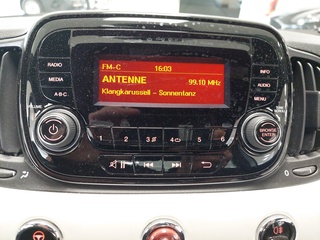 RADIO
MEDIA
A-B-C
FM-C 16:03
ANTENNE 99.10 MHz
Klangkarussell - Sonnentanz
INFO
AUDIO
MENU
VOLUME
BROWSE
ENTER
1 2 3 4 5 6